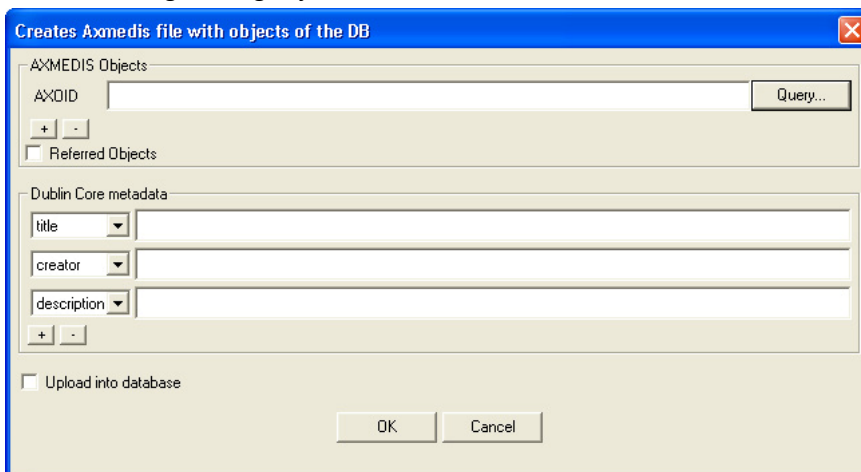 Creates Axmedis file with objects of the DB
AXMEDIS Objects
AXOID Query...
+ -
Referred Objects
Dublin Core metadata
title
creator
description
+ -
Upload into database
OK Cancel